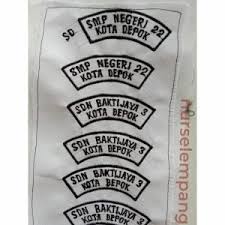 SD SMP NEGERI 22
KOTA DEPOK
SMP NEGERI 22
KOTA DEPOK
SDN BAKTIJAYA 3
KOTA DEPOK
SDN BAKTIJAYA 3
KOTA DEPOK
SDN BAKTIJAYA 3
KOTA DEPOK
SDN BAKTIJAYA 3
nurselempang